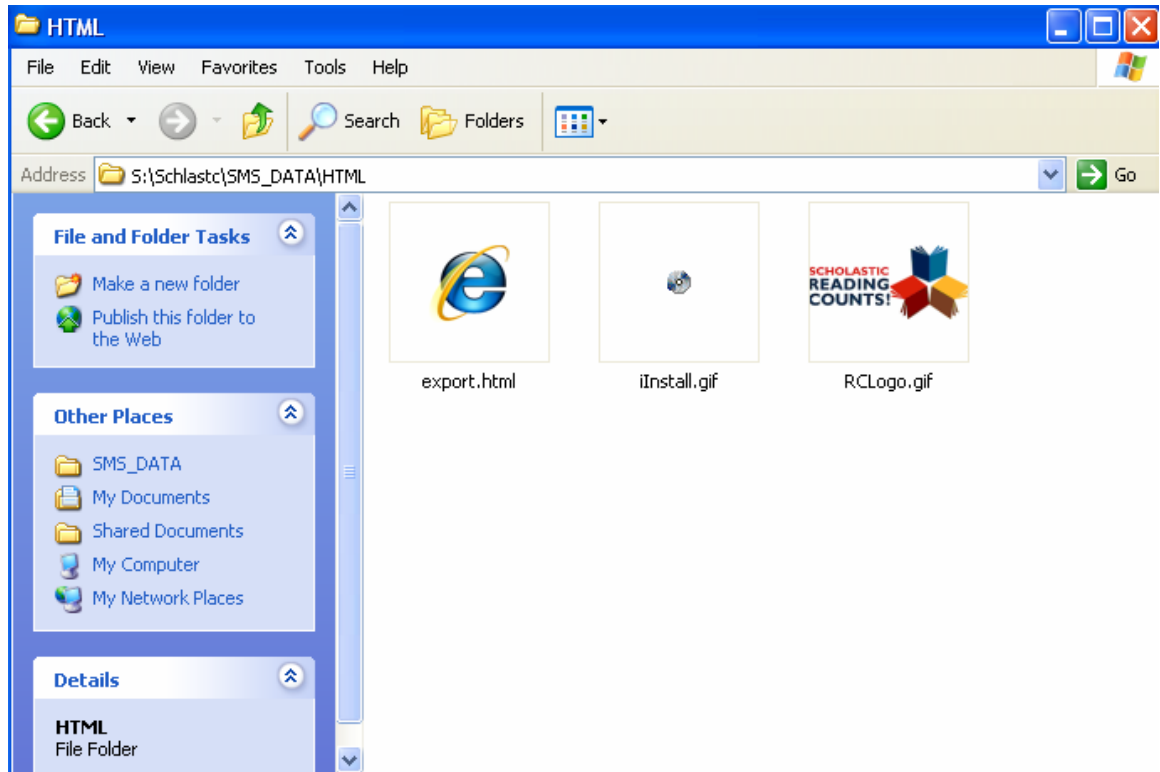 HTML
File Edit View Favorites Tools Help
Back Search Folders
Address S:\Schlastc\SMS_DATA\HTML Go
File and Folder Tasks
Make a new folder
Publish this folder to
the Web
Other Places
SMS_DATA
My Documents
Shared Documents
My Computer
My Network Places
Details
HTML
File Folder
SCHOLASTIC
READING
COUNTS!
export.html iInstall.gif RCLogo.gif